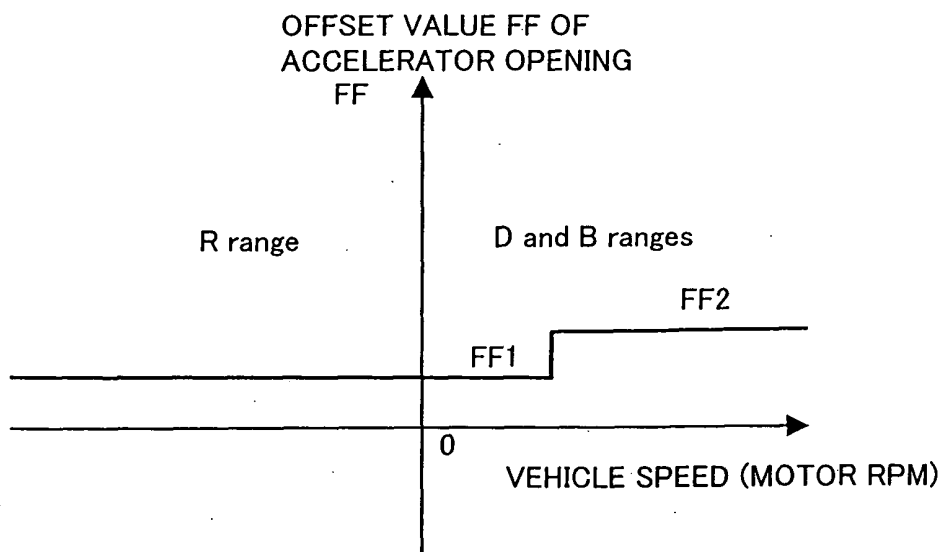 OFFSET VALUE FF OF
ACCELERATOR OPENING
FF
R range
D and B ranges
FF2
FF1
0
VEHICLE SPEED (MOTOR RPM)